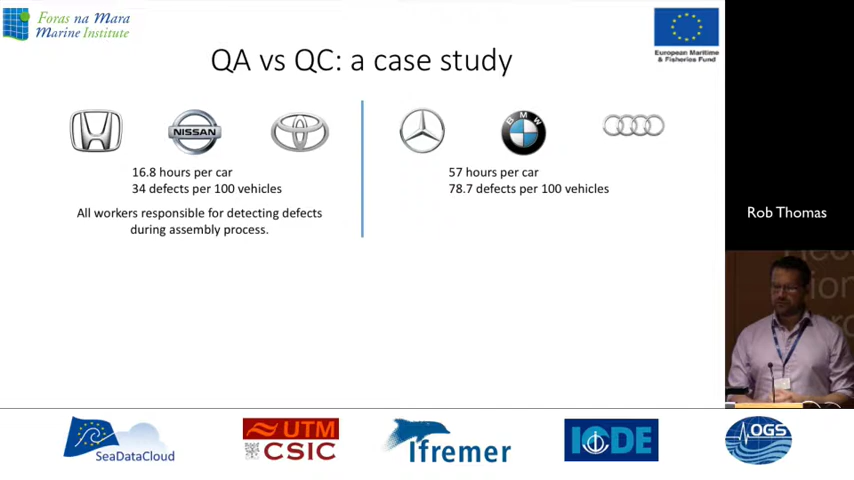 Foras na Mara
Marine Institute
European Maritime
& Fisheries Fund
QA vs QC: a case study
NISSAN
BMW
16.8 hours per car
34 defects per 100 vehicles
All workers responsible for detecting defects
during assembly process.
57 hours per car
78.7 defects per 100 vehicles
Rob Thomas
SeaDataCloud
UTM
CSIC
Ifremer
IODE
OGS